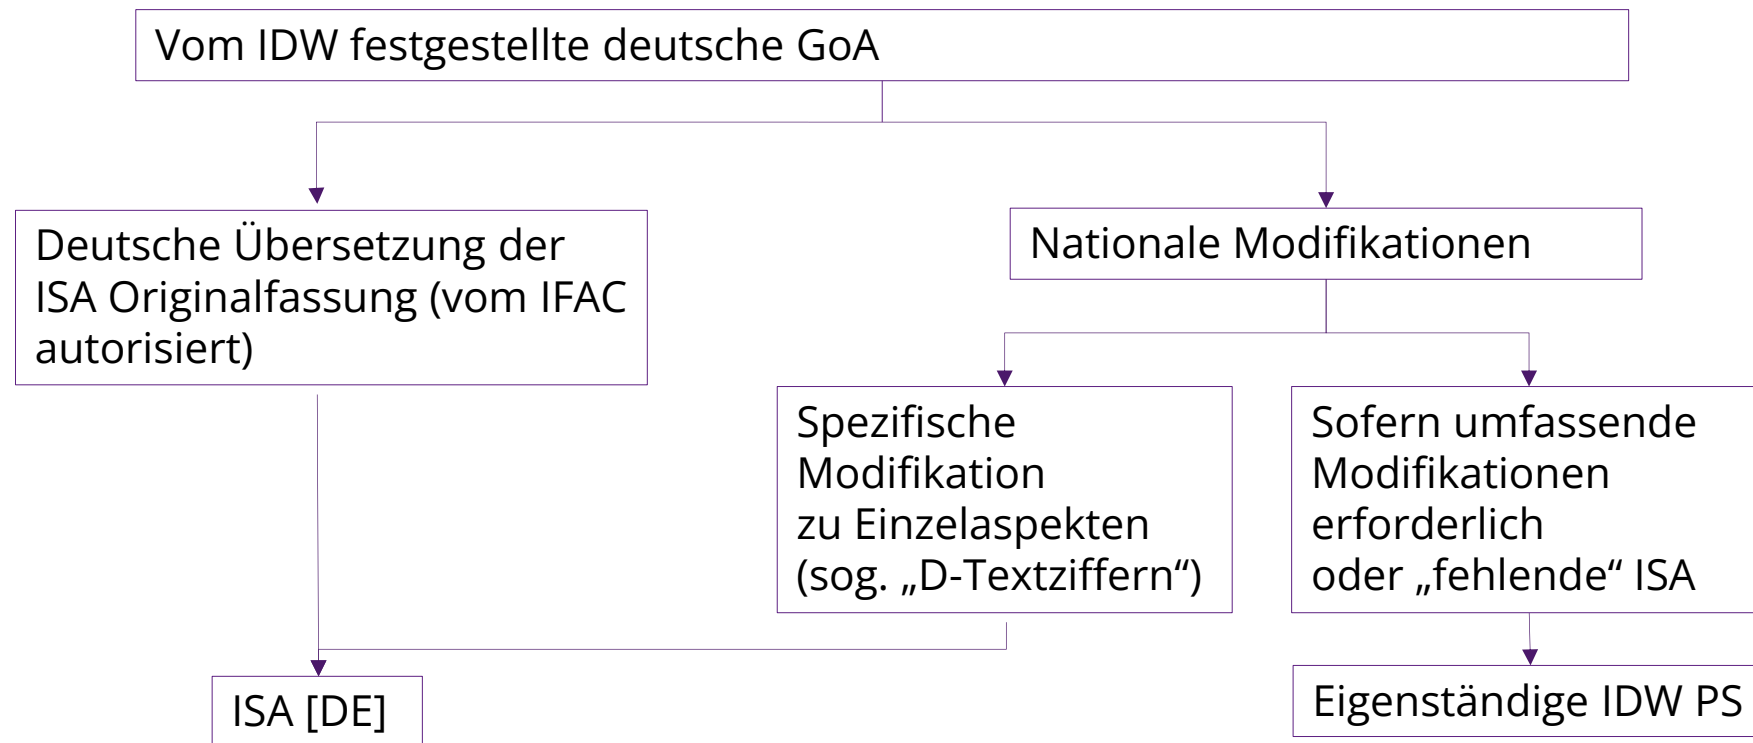 Vom IDW festgestellte deutsche GoA
Deutsche Übersetzung der
ISA Originalfassung (vom IFAC
autorisiert)
Nationale Modifikationen
Spezifische
Modifikation
zu Einzelaspekten
(sog. „D-Textziffern“)
Sofern umfassende
Modifikationen
erforderlich
oder „fehlende“ ISA
ISA [DE]
Eigenständige IDW PS